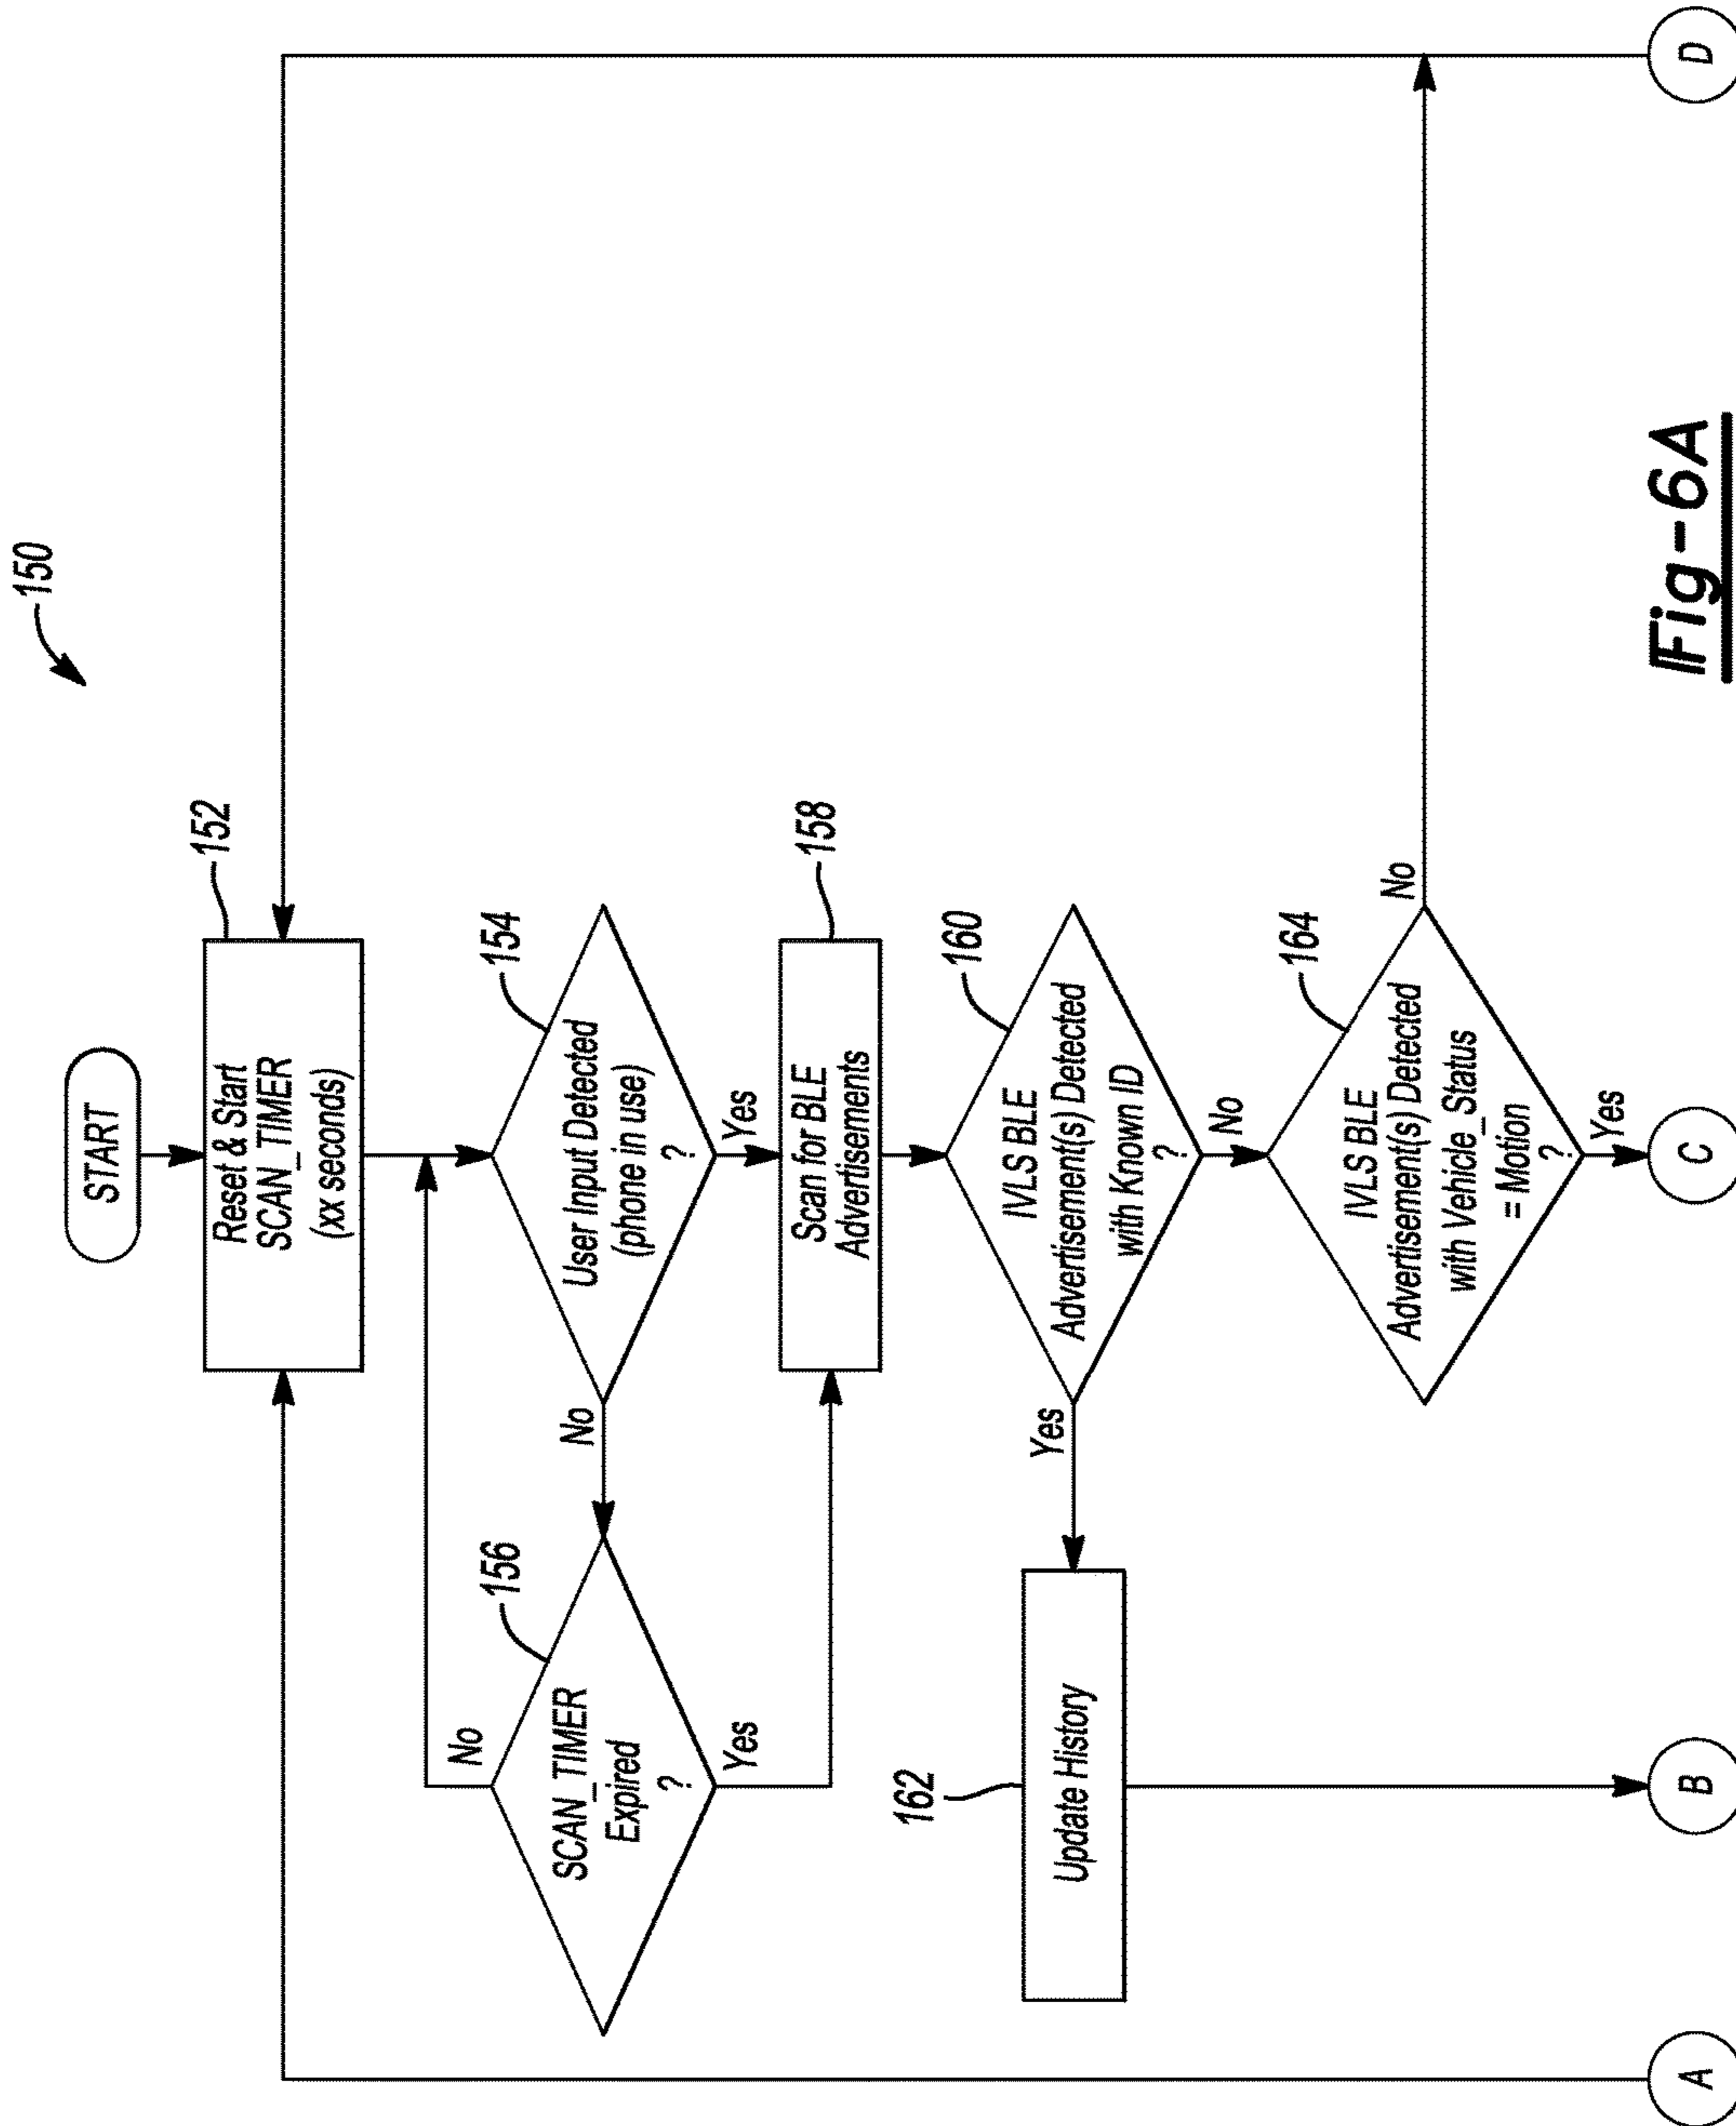 150
START
152
Reset & Start
SCAN_TIMER
(xx seconds)
154
User Input Detected
(phone in use)
?
No
Yes
156
SCAN_TIMER
Expired
?
No
Yes
158
Scan for BLE
Advertisements
160
IVLS BLE
Advertisement(s) Detected
with Known ID
?
Yes
No
162
Update History
164
IVLS BLE
Advertisement(s) Detected
with Vehicle_Status
= Motion
?
No
Yes
A
B
C
D
Fig-6A